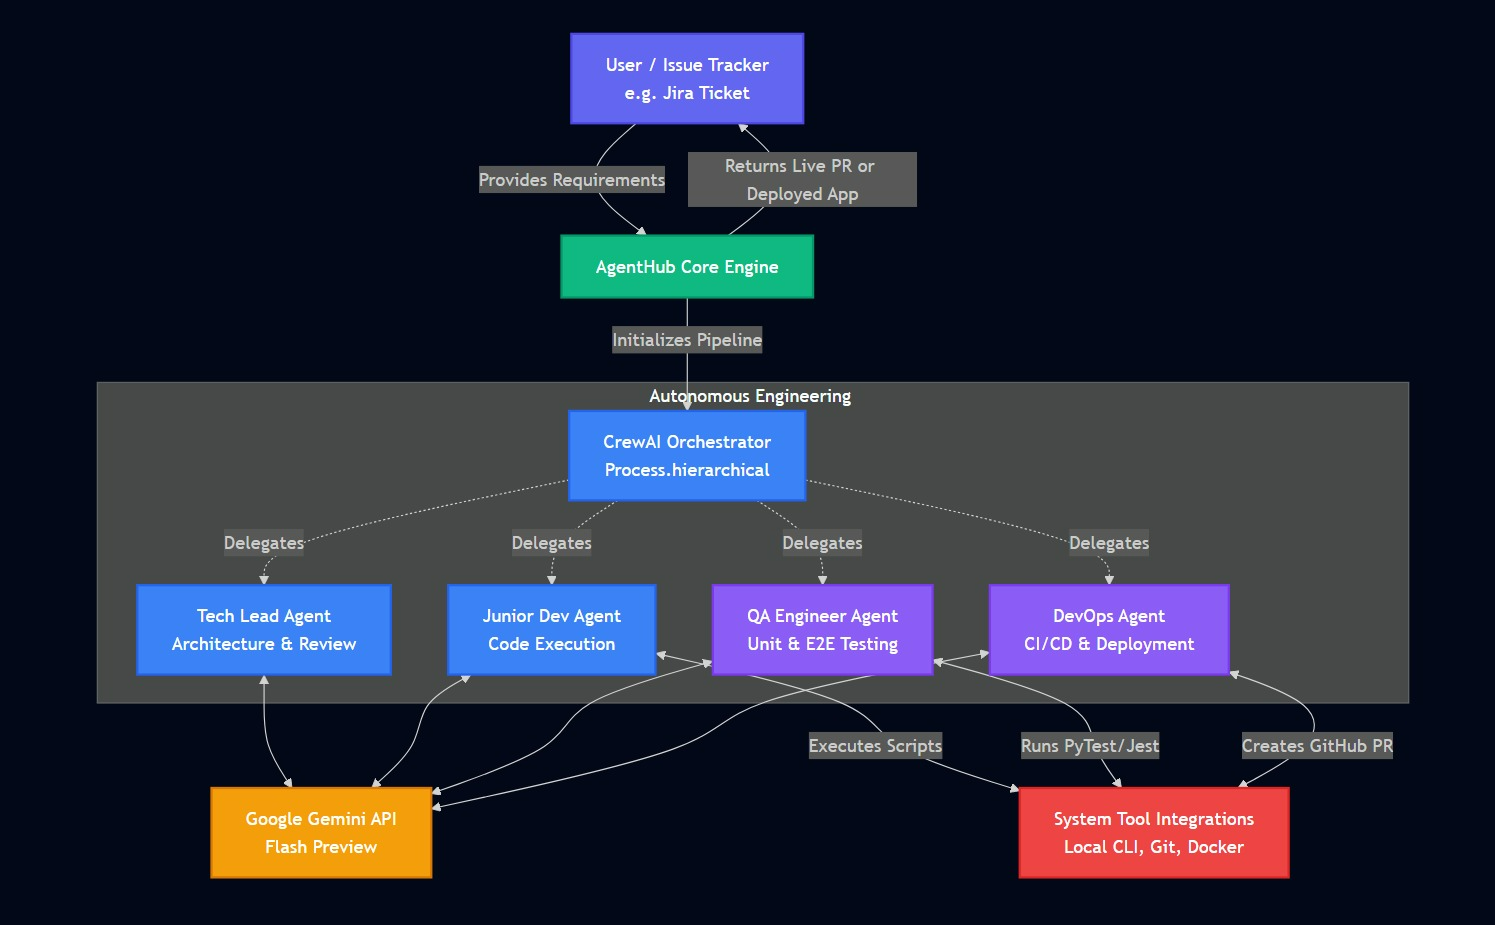 User / Issue Tracker
e.g. Jira Ticket
Provides Requirements
Returns Live PR or
Deployed App
AgentHub Core Engine
Initializes Pipeline
Autonomous Engineering
CrewAI Orchestrator
Process.hierarchical
Delegates
Delegates
Delegates
Delegates
Tech Lead Agent
Architecture & Review
Junior Dev Agent
Code Execution
QA Engineer Agent
Unit & E2E Testing
DevOps Agent
CI/CD & Deployment
Executes Scripts
Runs PyTest/Jest
Creates GitHub PR
Google Gemini API
Flash Preview
System Tool Integrations
Local CLI, Git, Docker